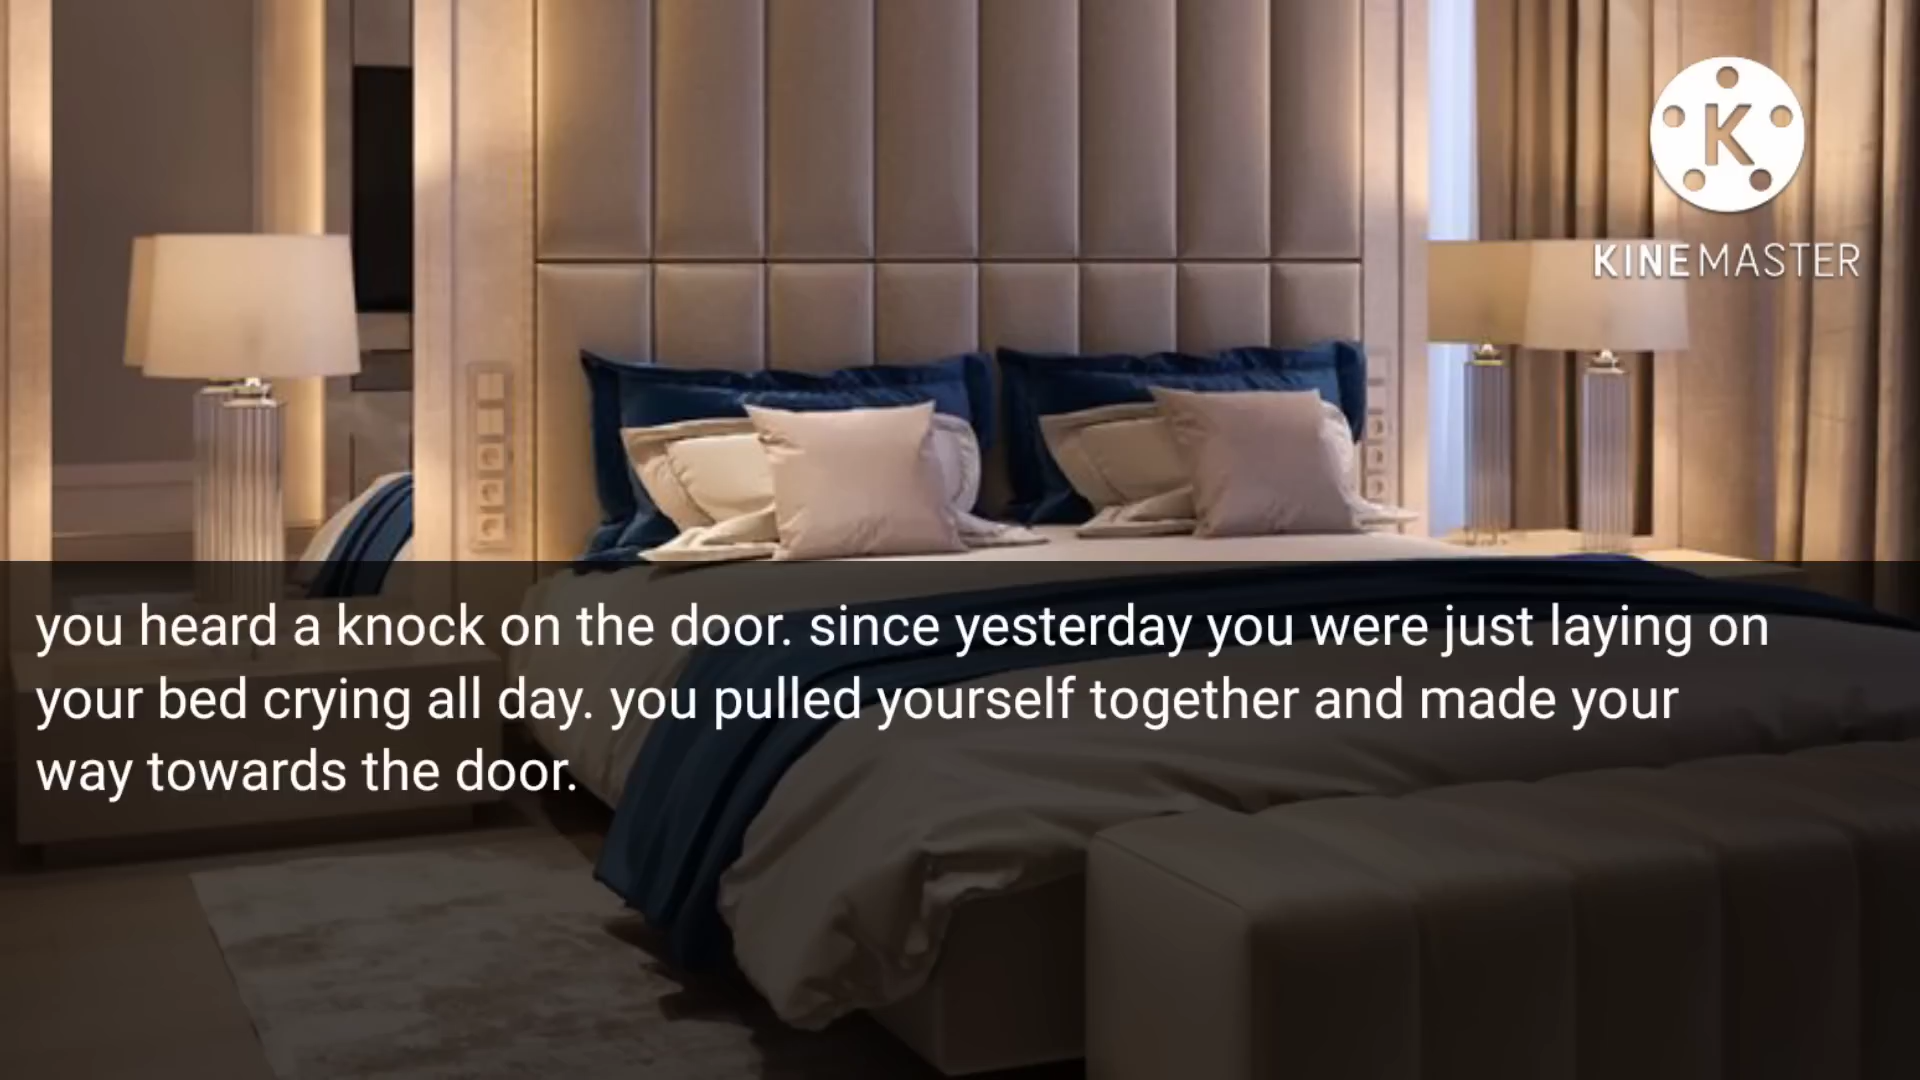 K
KINEMASTER
you heard a knock on the door. since yesterday you were just laying on
your bed crying all day. you pulled yourself together and made your
way towards the door.